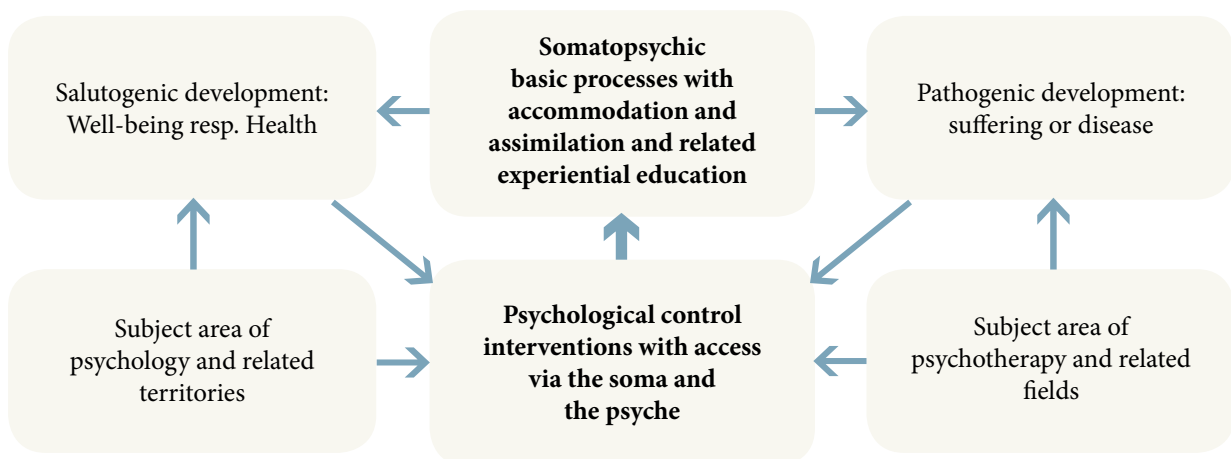 Salutogenic development:
Well-being resp. Health
Somatopsychic
basic processes with
accommodation and
assimilation and related
experiential education
Pathogenic development:
suffering or disease
Subject area of
psychology and related
territories
Psychological control
interventions with access
via the soma and
the psyche
Subject area of
psychotherapy and related
fields